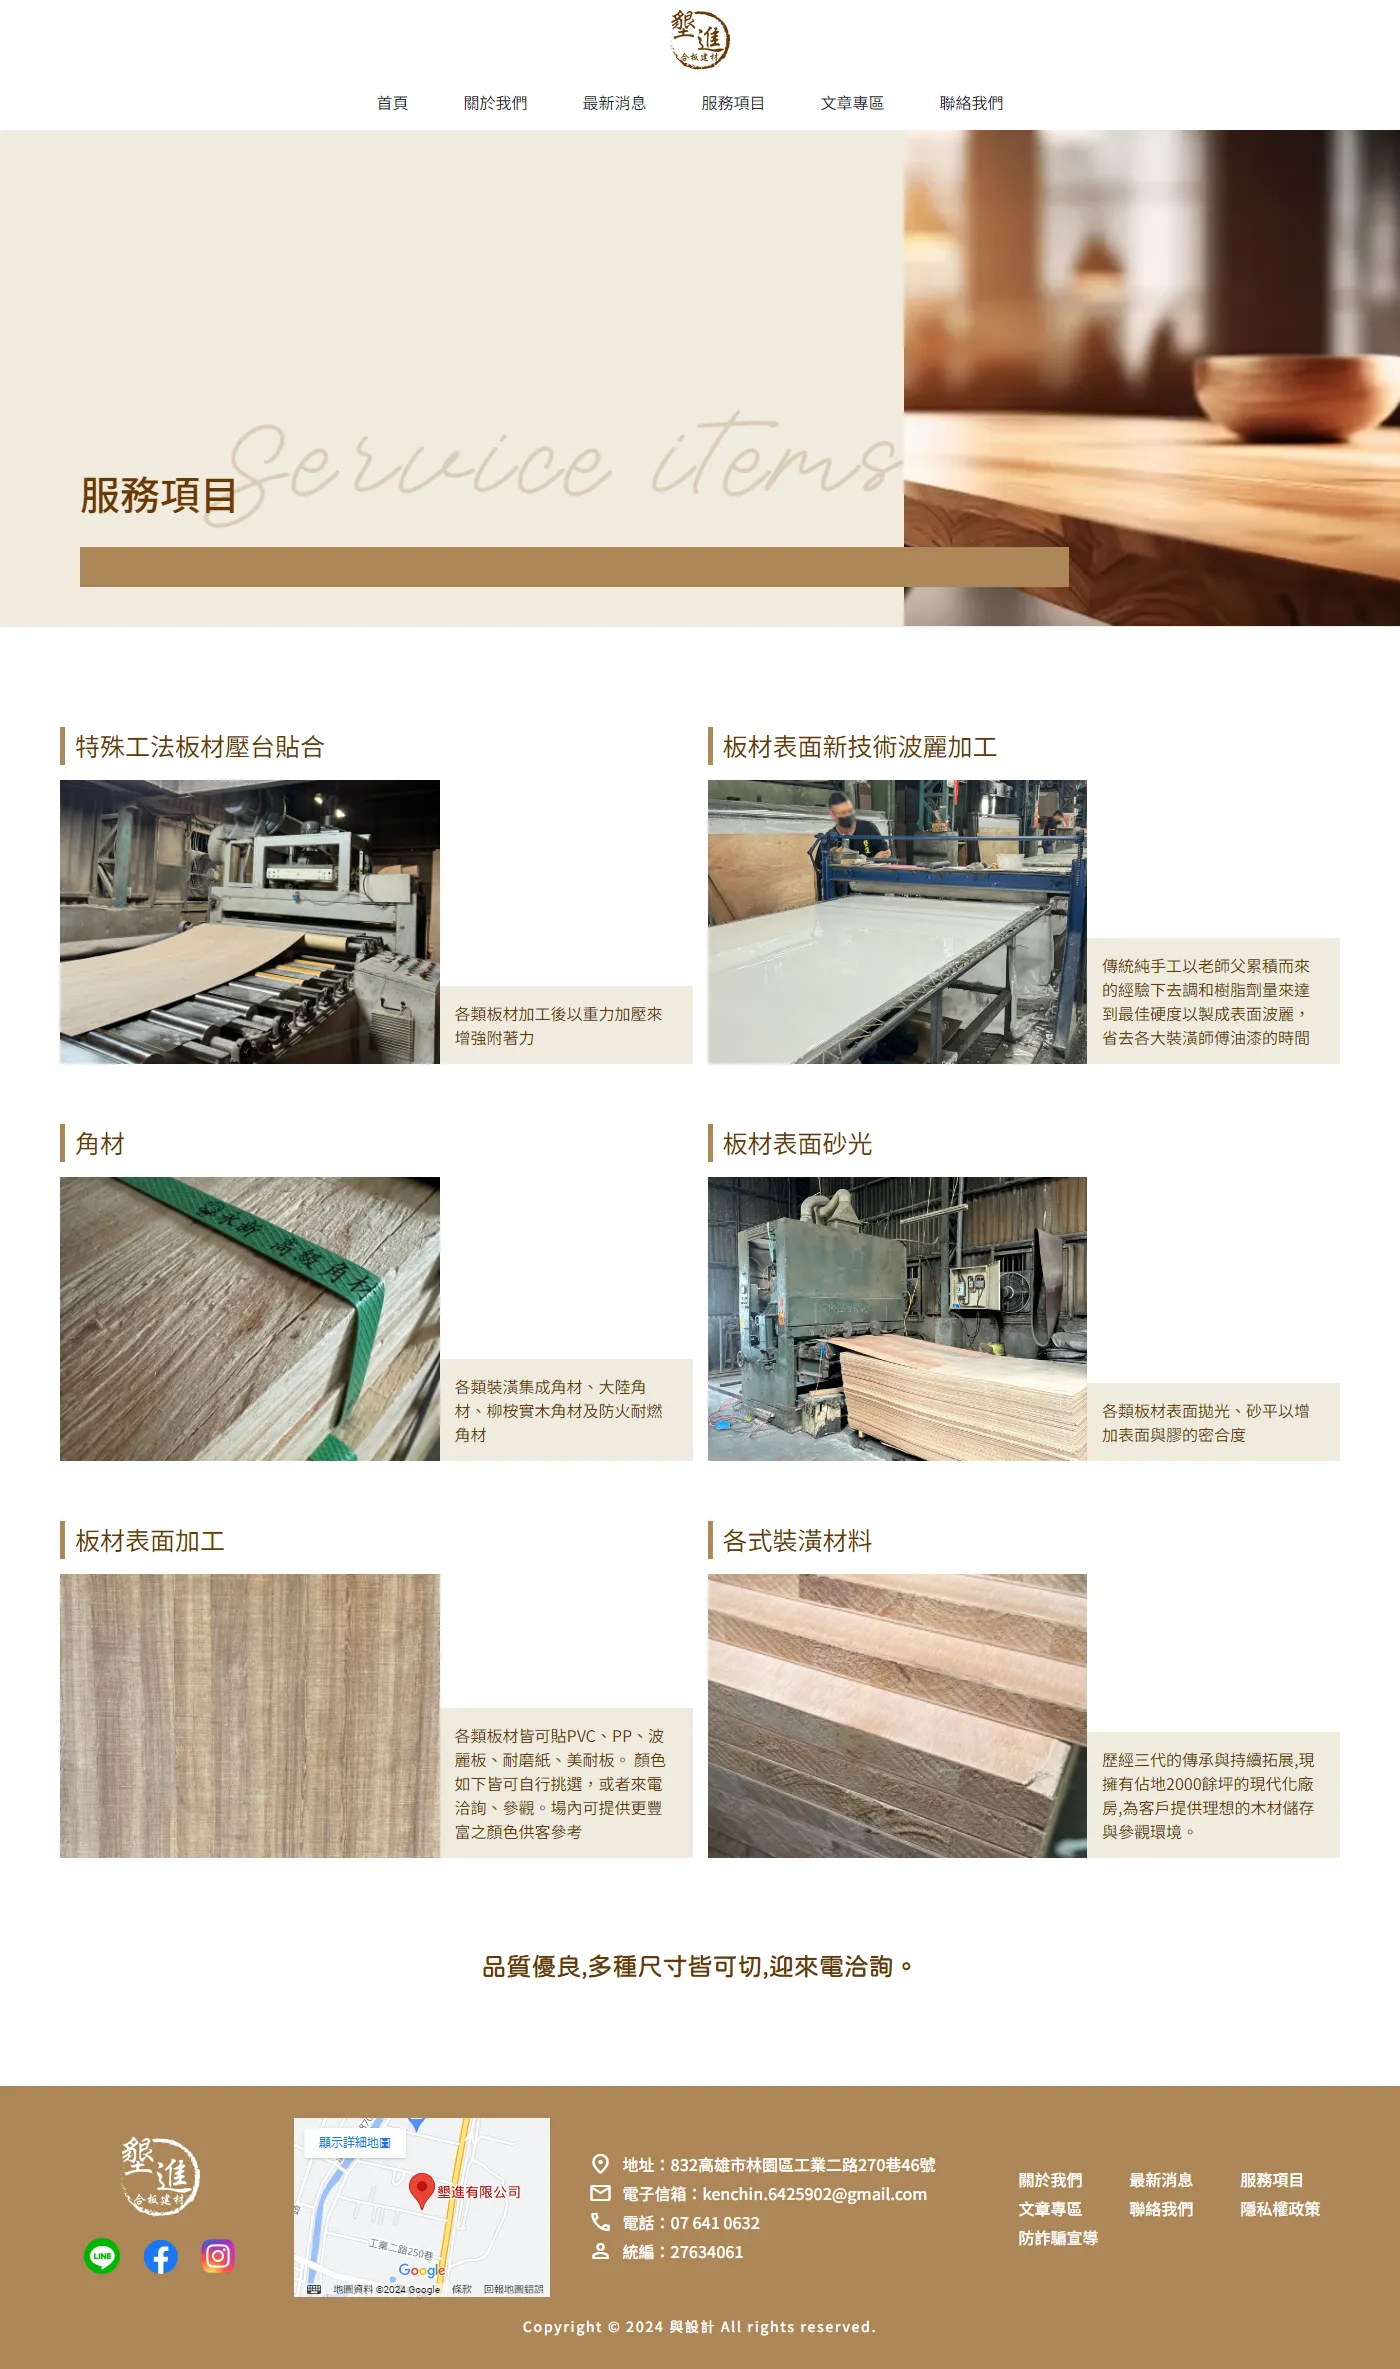 墾進
合板建材
首頁 關於我們 最新消息 服務項目 文章專區 聯絡我們
service items
服務項目
特殊工法板材壓台貼合
各類板材加工後以重力加壓來
增強附著力
板材表面新技術波麗加工
傳統純手工以老師父累積而來
的經驗下去調和樹脂劑量來達
到最佳硬度以製成表面波麗，
省去各大裝潢師傅油漆的時間
角材
永新 高級角材
各類裝潢集成角材、大陸角
材、柳桉實木角材及防火耐燃
角材
板材表面砂光
各類板材表面拋光、砂平以增
加表面與膠的密合度
板材表面加工
各類板材皆可貼PVC、PP、波
麗板、耐磨紙、美耐板。 顏色
如下皆可自行挑選，或者來電
洽詢、參觀。場內可提供更豐
富之顏色供客參考
各式裝潢材料
歷經三代的傳承與持續拓展,現
擁有佔地2000餘坪的現代化廠
房,為客戶提供理想的木材儲存
與參觀環境。
品質優良,多種尺寸皆可切,迎來電洽詢。
墾進
合板建材
LINE
顯示詳細地圖
墾進有限公司
工業二路250巷
Google
地圖資料 ©2024 Google 條款 回報地圖錯誤
地址：832高雄市林園區工業二路270巷46號
電子信箱：kenchin.6425902@gmail.com
電話：07 641 0632
統編：27634061
關於我們 最新消息 服務項目
文章專區 聯絡我們 隱私權政策
防詐騙宣導
Copyright © 2024 與設計 All rights reserved.